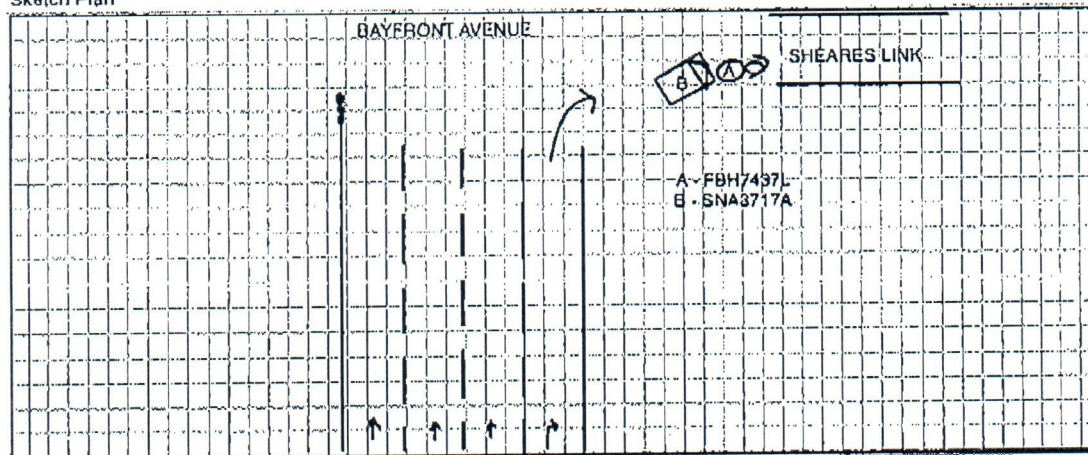 Sketch Plan
BAYFRONT AVENUE
SHEARES LINK
B
A
A - FBH7437L
B - SNA3717A